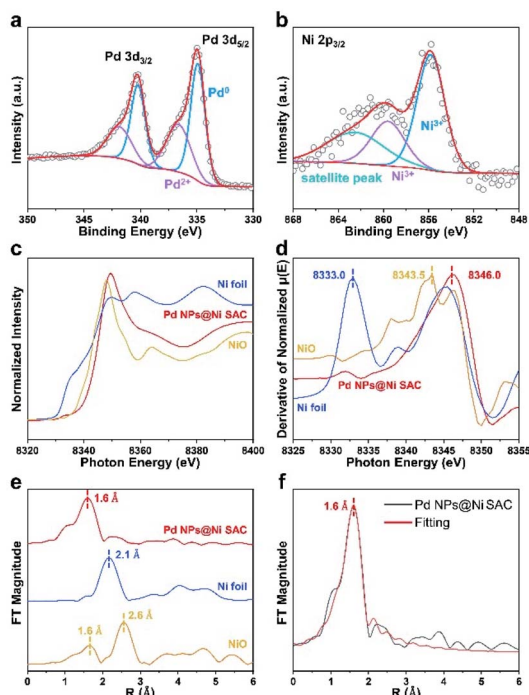 a
Pd 3d3/2
Pd 3d5/2
Pd0
Pd2+
Intensity (a.u.)
350 345 340 335 330
Binding Energy (eV)
b
Ni 2p3/2
Ni3+
Ni3+
satellite peak
Intensity (a.u.)
868 864 860 856 852 848
Binding Energy (eV)
c
Ni foil
Pd NPs@Ni SAC
NiO
Normalized Intensity
8320 8340 8360 8380 8400
Photon Energy (eV)
d
8333.0
8343.5
8346.0
NiO
Pd NPs@Ni SAC
Ni foil
Derivative of Normalized μ(E)
8325 8330 8335 8340 8345 8350 8355
Photon Energy (eV)
e
1.6 Å
Pd NPs@Ni SAC
2.1 Å
Ni foil
2.6 Å
1.6 Å
NiO
FT Magnitude
0 1 2 3 4 5 6
R (Å)
f
1.6 Å
Pd NPs@Ni SAC
Fitting
FT Magnitude
0 1 2 3 4 5 6
R (Å)